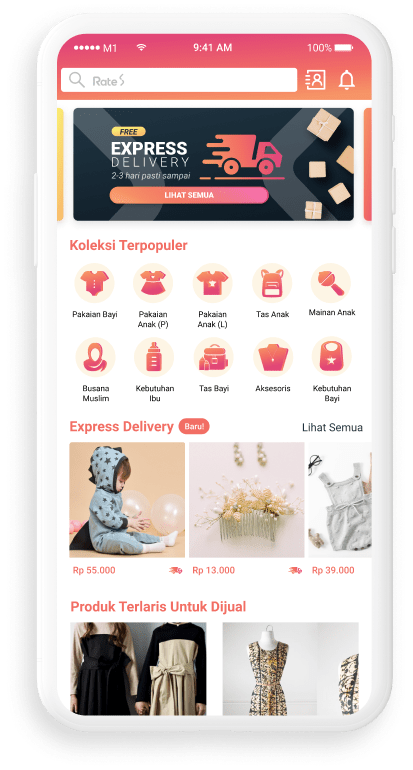 M1 9:41 AM 100%
RateS
FREE
EXPRESS
DELIVERY
2-3 hari pasti sampai
LIHAT SEMUA
Koleksi Terpopuler
Pakaian Bayi
Pakaian
Anak (P)
Pakaian
Anak (L)
Tas Anak
Mainan Anak
Busana
Muslim
Kebutuhan
Ibu
Tas Bayi
Aksesoris
Kebutuhan
Bayi
Express Delivery Baru! Lihat Semua
Rp 55.000
Rp 13.000
Rp 39.000
Produk Terlaris Untuk Dijual